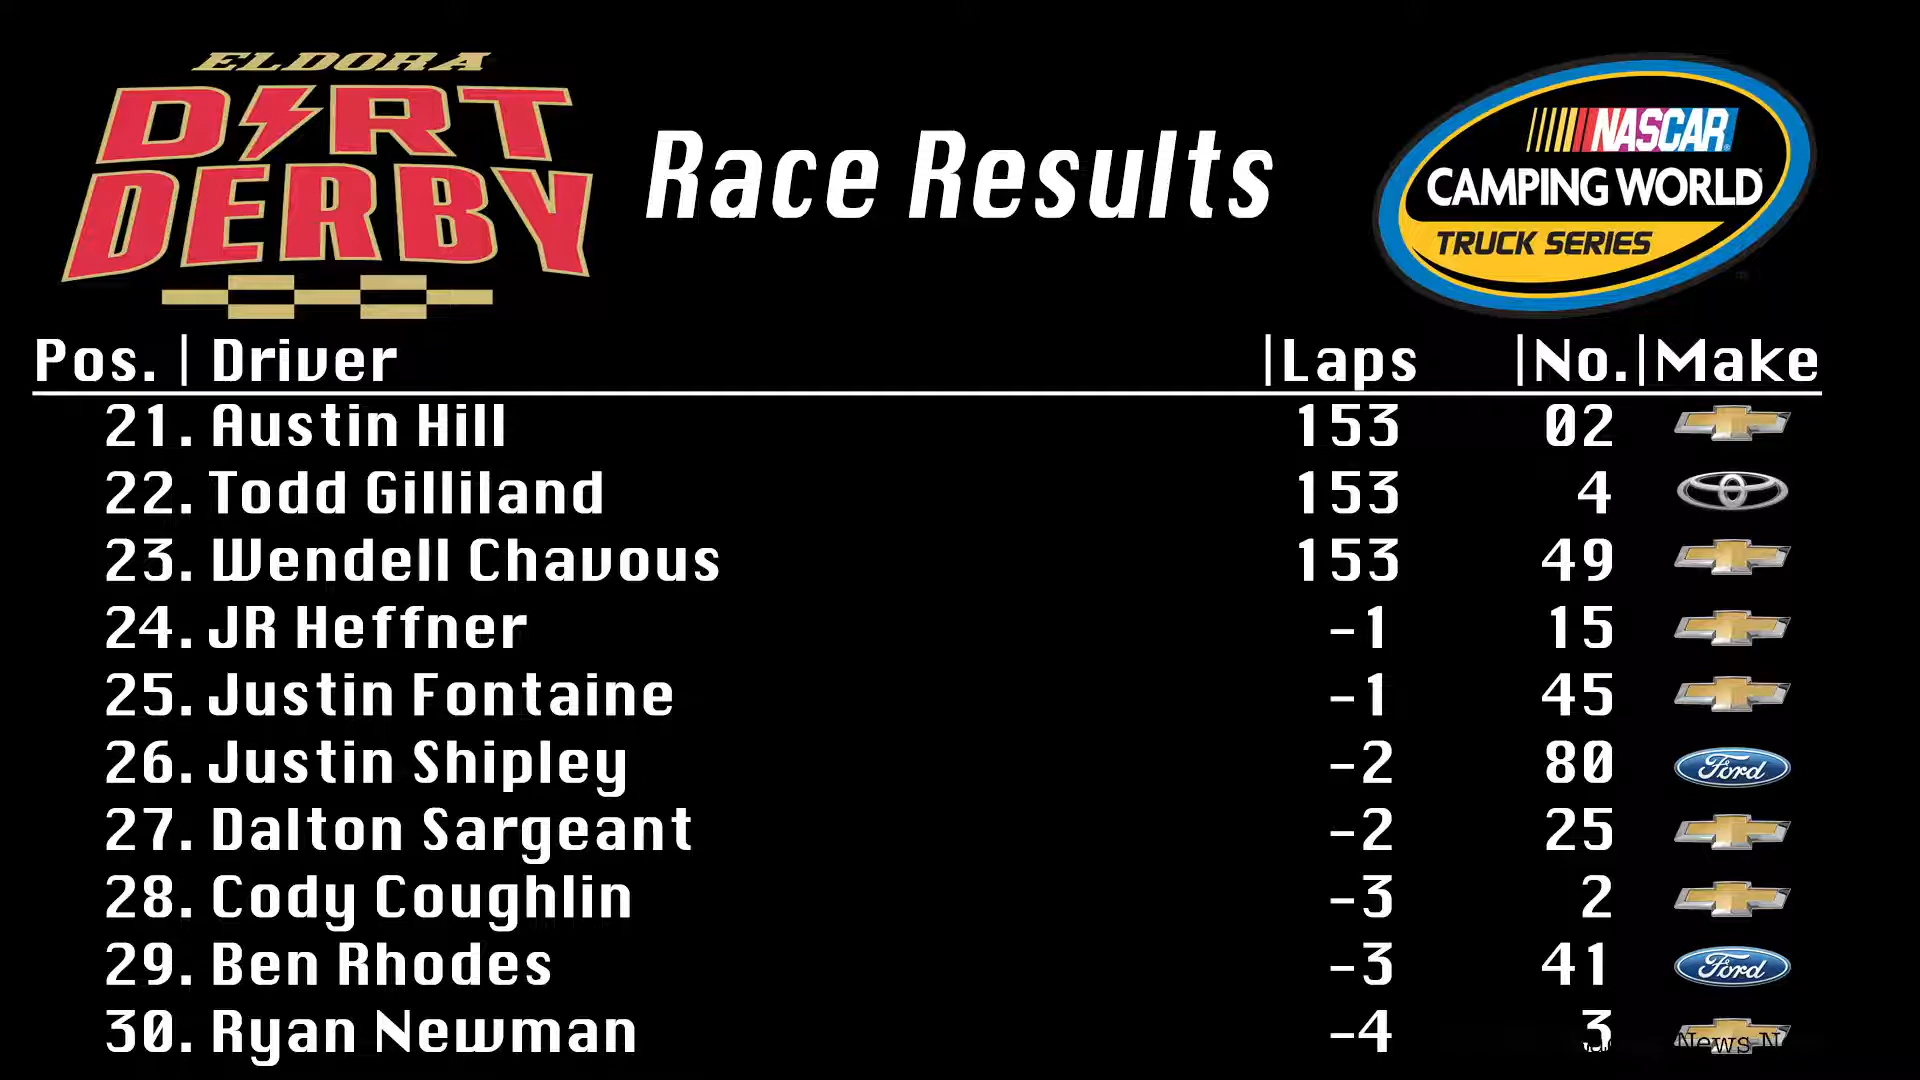 ELDORA
DIRT
DERBY
Race Results
NASCAR
CAMPING WORLD
TRUCK SERIES
Pos. | Driver |Laps |No.|Make
21. Austin Hill 153 02
22. Todd Gilliland 153 4
23. Wendell Chavous 153 49
24. JR Heffner -1 15
25. Justin Fontaine -1 45
26. Justin Shipley -2 80 Ford
27. Dalton Sargeant -2 25
28. Cody Coughlin -3 2
29. Ben Rhodes -3 41 Ford
30. Ryan Newman -4 3
News